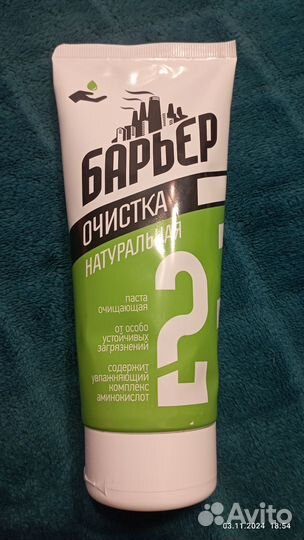 БАРЬЕР
ОЧИСТКА
НАТУРАЛЬНАЯ
2
паста
очищающая
от особо
устойчивых
загрязнений
содержит
увлажняющий
комплекс
аминокислот
03.11.2024 18:54
Avito